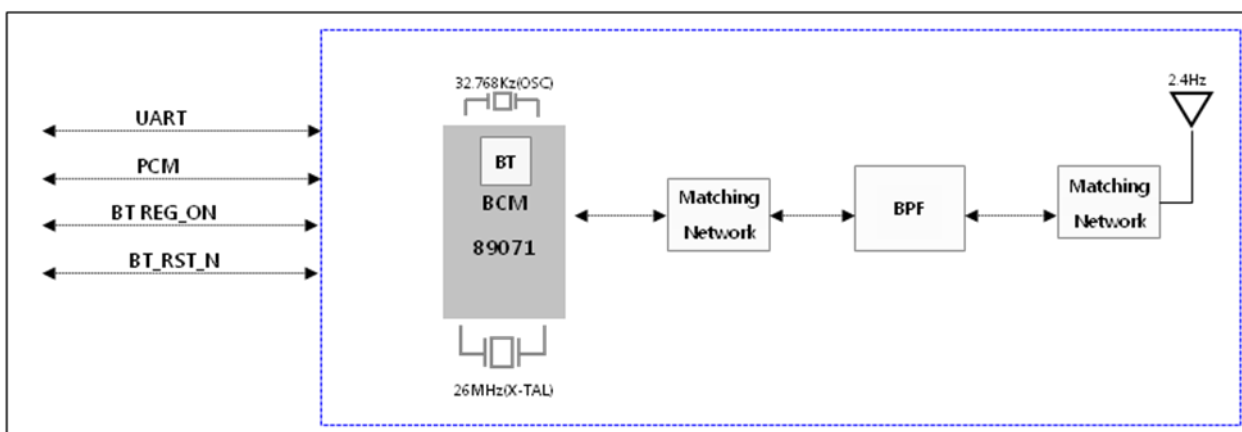 UART
PCM
BT REG_ON
BT_RST_N
32.768Kz(OSC)
BT
BCM
89071
26MHz(X-TAL)
Matching
Network
BPF
Matching
Network
2.4Hz